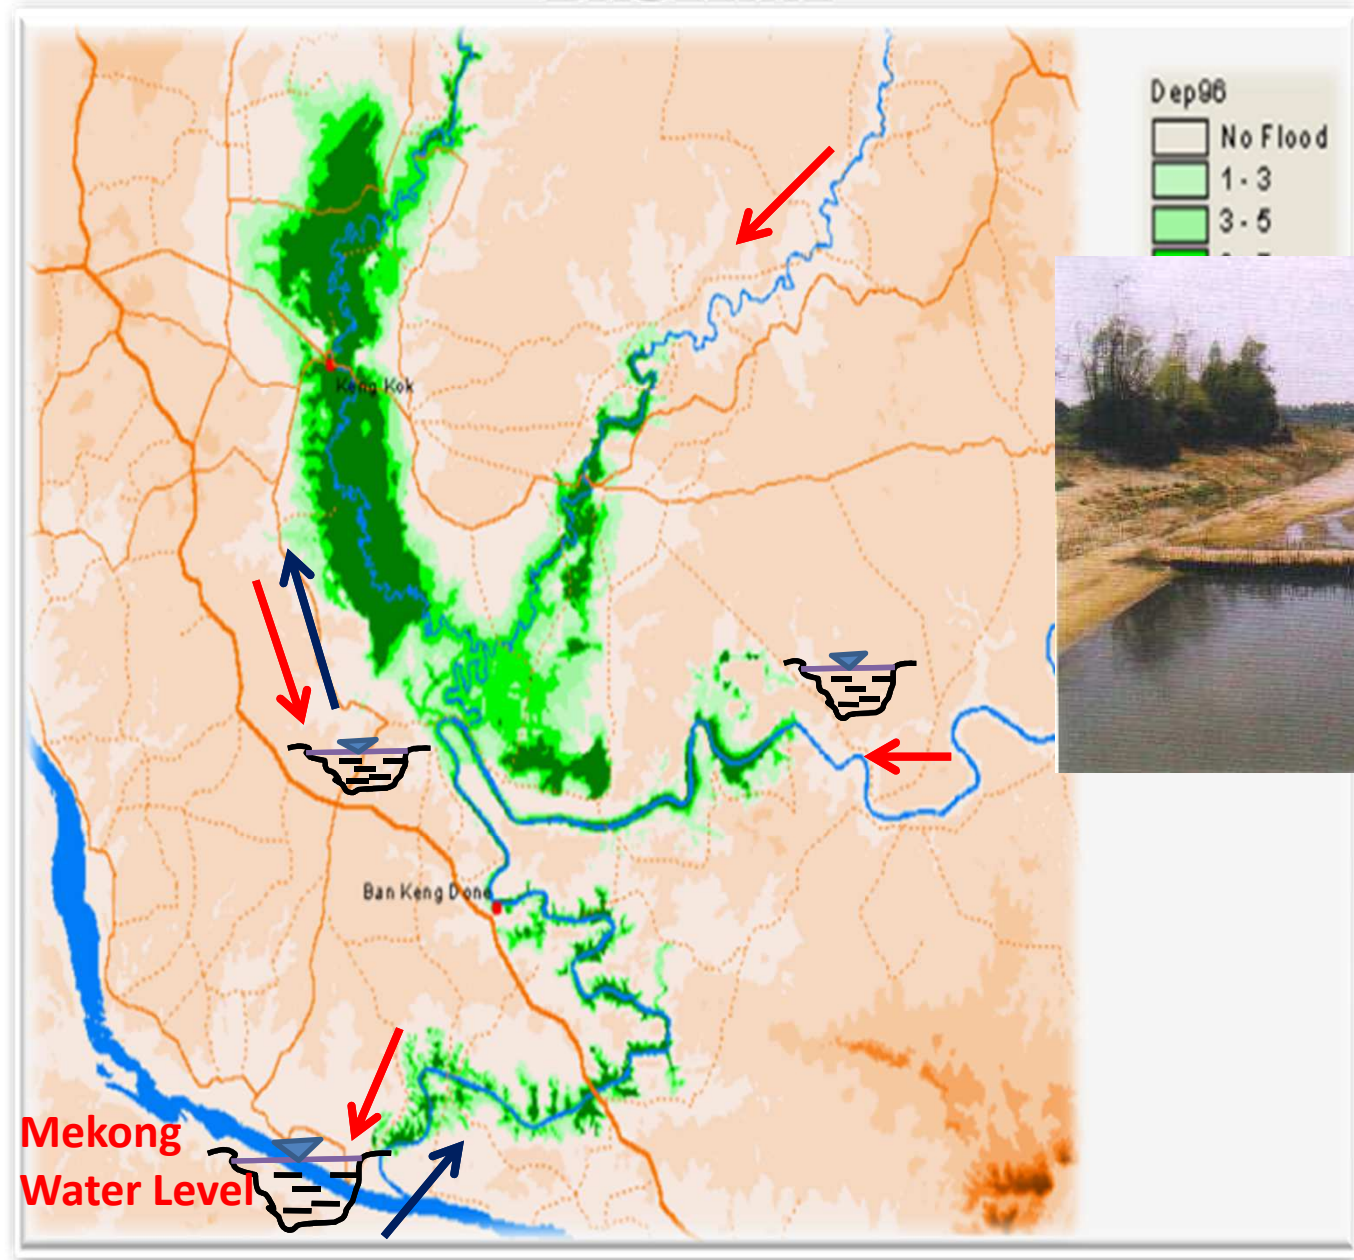 Dep96
No Flood
1 - 3
3 - 5
Keng Kok
Ban Keng Done
Mekong
Water Level